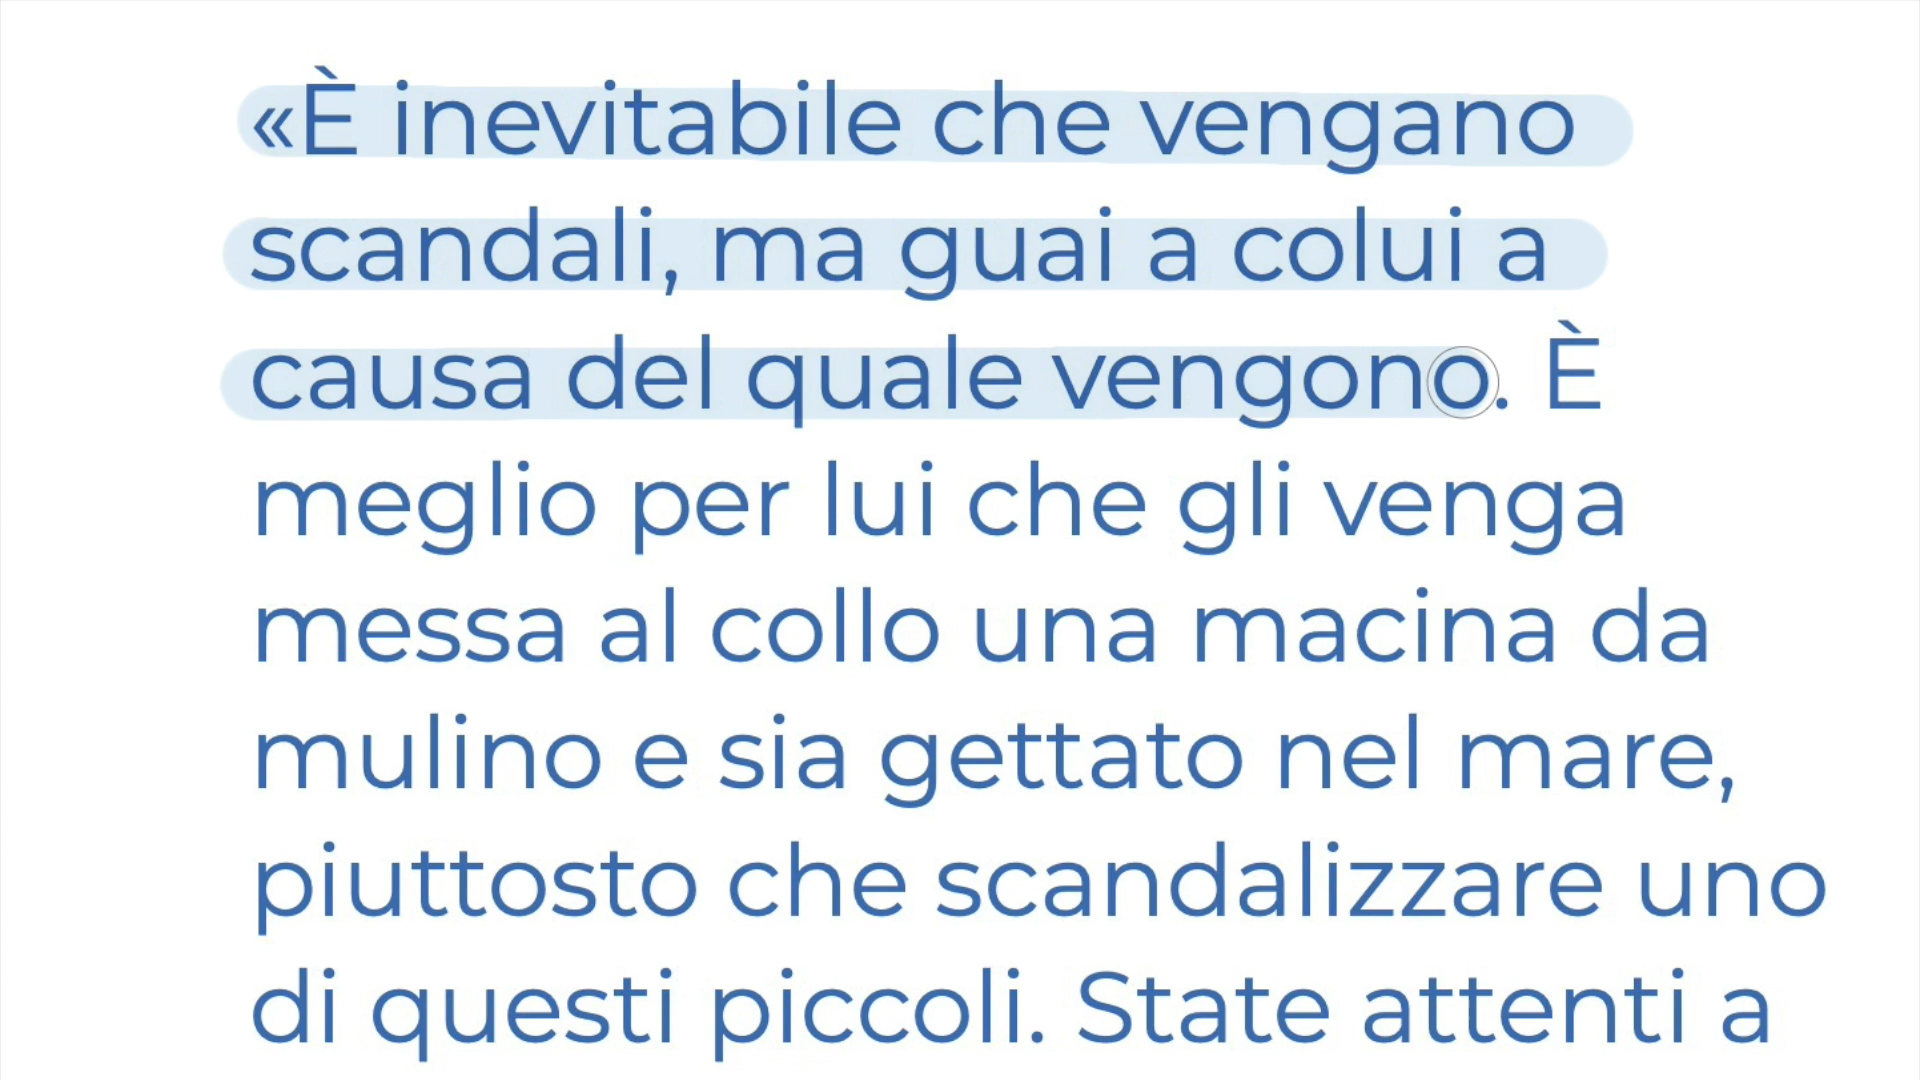 «È inevitabile che vengano
scandali, ma guai a colui a
causa del quale vengono. È
meglio per lui che gli venga
messa al collo una macina da
mulino e sia gettato nel mare,
piuttosto che scandalizzare uno
di questi piccoli. State attenti a